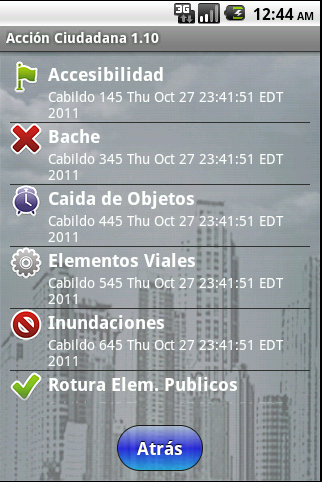 3G
12:44 AM
Acción Ciudadana 1.10
Accesibilidad
Cabildo 145 Thu Oct 27 23:41:51 EDT
2011
Bache
Cabildo 345 Thu Oct 27 23:41:51 EDT
2011
Caida de Objetos
Cabildo 445 Thu Oct 27 23:41:51 EDT
2011
Elementos Viales
Cabildo 545 Thu Oct 27 23:41:51 EDT
2011
Inundaciones
Cabildo 645 Thu Oct 27 23:41:51 EDT
2011
Rotura Elem. Publicos
Atrás